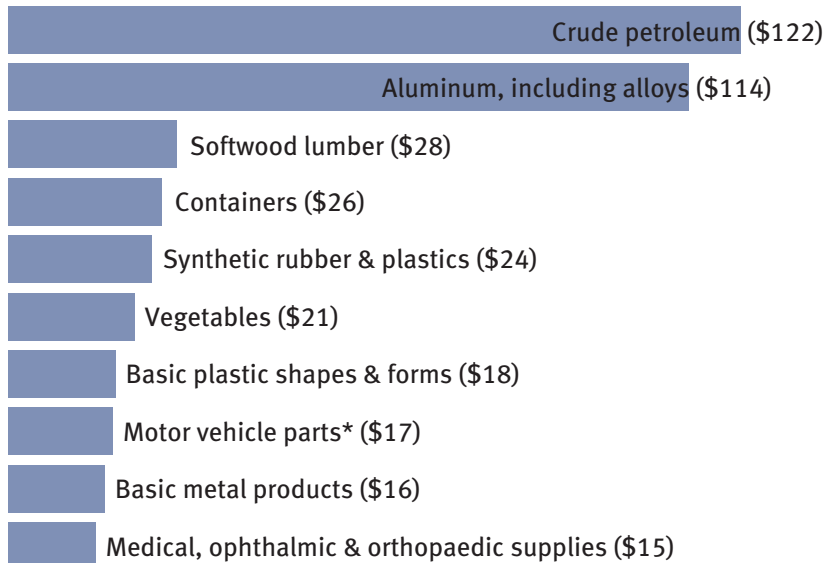 Crude petroleum ($122)
Aluminum, including alloys ($114)
Softwood lumber ($28)
Containers ($26)
Synthetic rubber & plastics ($24)
Vegetables ($21)
Basic plastic shapes & forms ($18)
Motor vehicle parts* ($17)
Basic metal products ($16)
Medical, ophthalmic & orthopaedic supplies ($15)